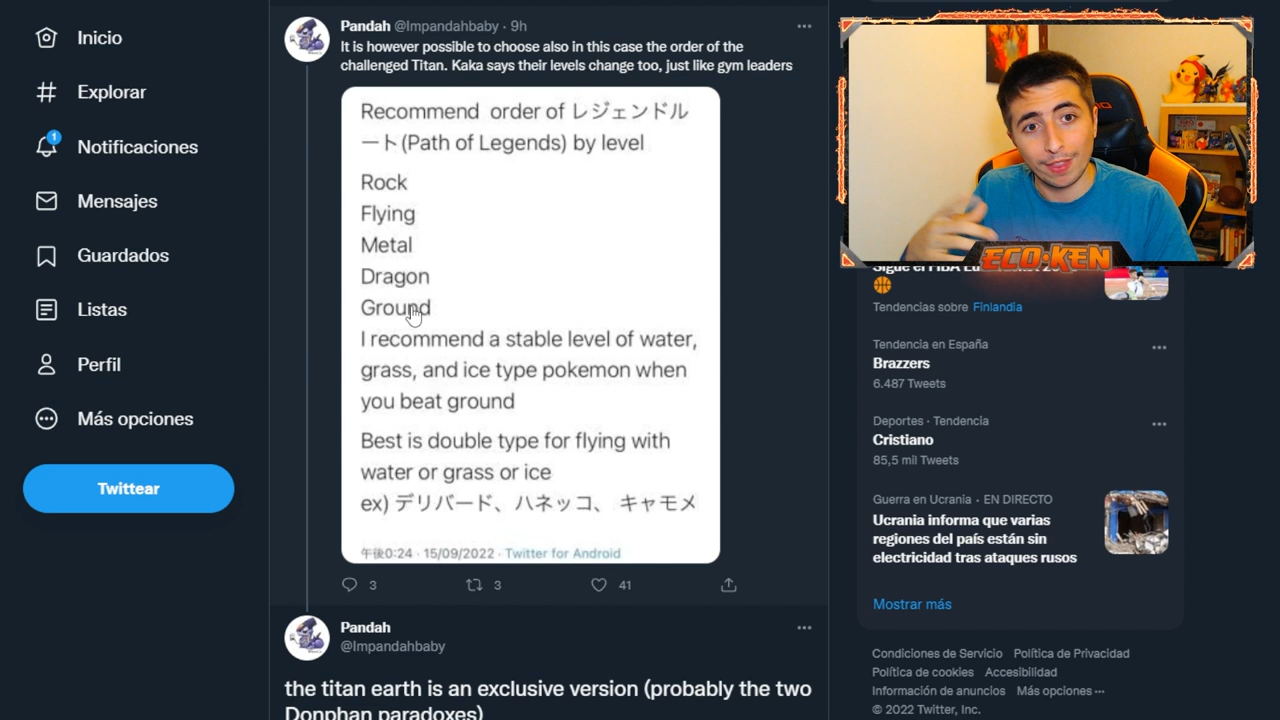 Inicio
Explorar
1
Notificaciones
Mensajes
Guardados
Listas
Perfil
Más opciones
Twittear
Pandah @Impandahbaby · 9h
It is however possible to choose also in this case the order of the
challenged Titan. Kaka says their levels change too, just like gym leaders
Recommend order of レジェンドル
ート(Path of Legends) by level
Rock
Flying
Metal
Dragon
Ground
I recommend a stable level of water,
grass, and ice type pokemon when
you beat ground
Best is double type for flying with
water or grass or ice
ex) デリバード、ハネッコ、 キャモメ
午後0:24 · 15/09/2022 · Twitter for Android
3
3
41
Pandah
@Impandahbaby
the titan earth is an exclusive version (probably the two
Donphan paradoxes)
ECO·KEN
Sigue el FIBA
Tendencias sobre Finlandia
Tendencia en España
Brazzers
6.487 Tweets
Deportes · Tendencia
Cristiano
85,5 mil Tweets
Guerra en Ucrania · EN DIRECTO
Ucrania informa que varias
regiones del país están sin
electricidad tras ataques rusos
Mostrar más
Condiciones de Servicio Política de Privacidad
Política de cookies Accesibilidad
Información de anuncios Más opciones ···
© 2022 Twitter, Inc.